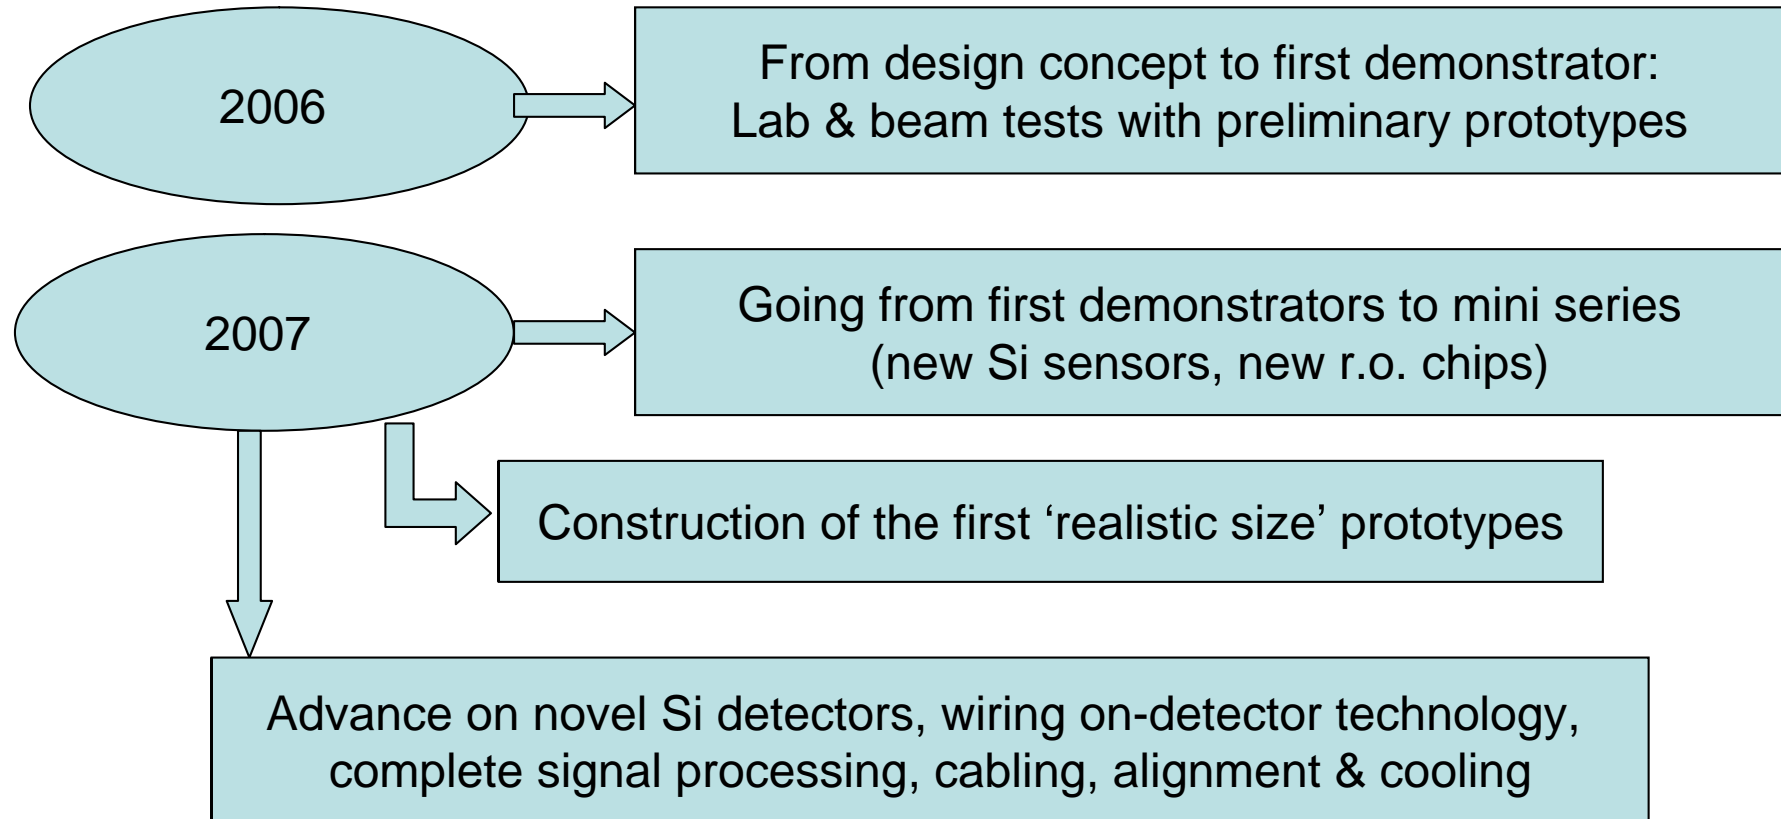 2006
From design concept to first demonstrator:
Lab & beam tests with preliminary prototypes
2007
Going from first demonstrators to mini series
(new Si sensors, new r.o. chips)
Construction of the first ‘realistic size’ prototypes
Advance on novel Si detectors, wiring on-detector technology,
complete signal processing, cabling, alignment & cooling